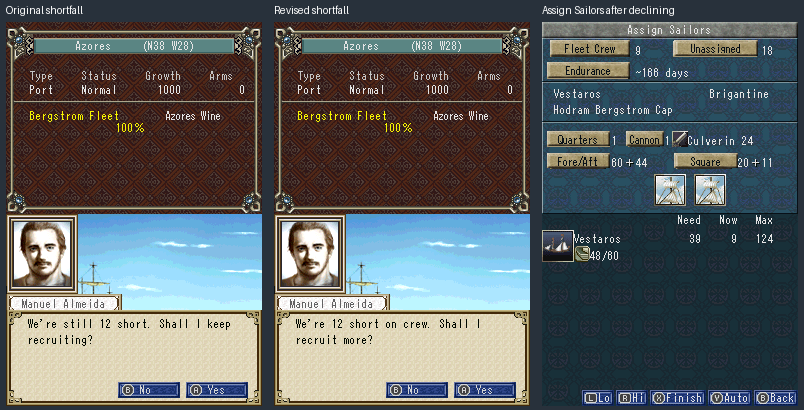 Original shortfall
Azores (N38 W28)
Type Status Growth Arms
Port Normal 1000 0
Bergstrom Fleet Azores Wine
100%
Manuel Almeida
We're still 12 short. Shall I keep
recruiting?
B No A Yes
Revised shortfall
Azores (N38 W28)
Type Status Growth Arms
Port Normal 1000 0
Bergstrom Fleet Azores Wine
100%
Manuel Almeida
We're 12 short on crew. Shall I
recruit more?
B No A Yes
Assign Sailors after declining
Assign Sailors
Fleet Crew 9 Unassigned 18
Endurance ~166 days
Vestaros Brigantine
Hodram Bergstrom Cap
Quarters 1 Cannon 1 Culverin 24
Fore/Aft 60+44 Square 20+11
Need Now Max
Vestaros 39 9 124
48/60
L Lo R Hi X Finish Y Auto B Back